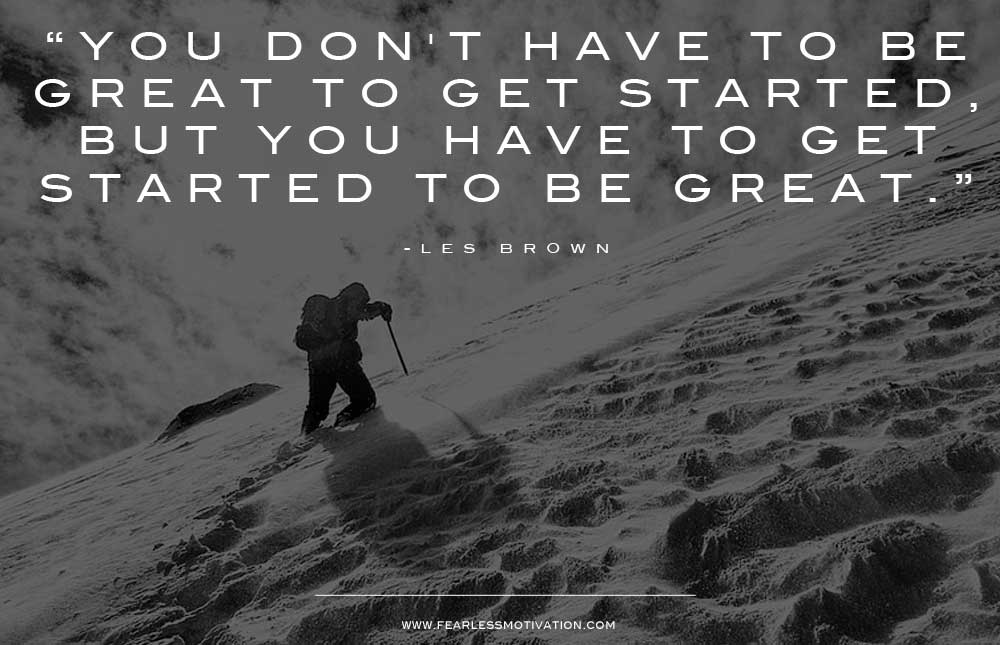 “YOU DON'T HAVE TO BE
GREAT TO GET STARTED,
BUT YOU HAVE TO GET
STARTED TO BE GREAT.”
-LES BROWN
WWW.FEARLESSMOTIVATION.COM